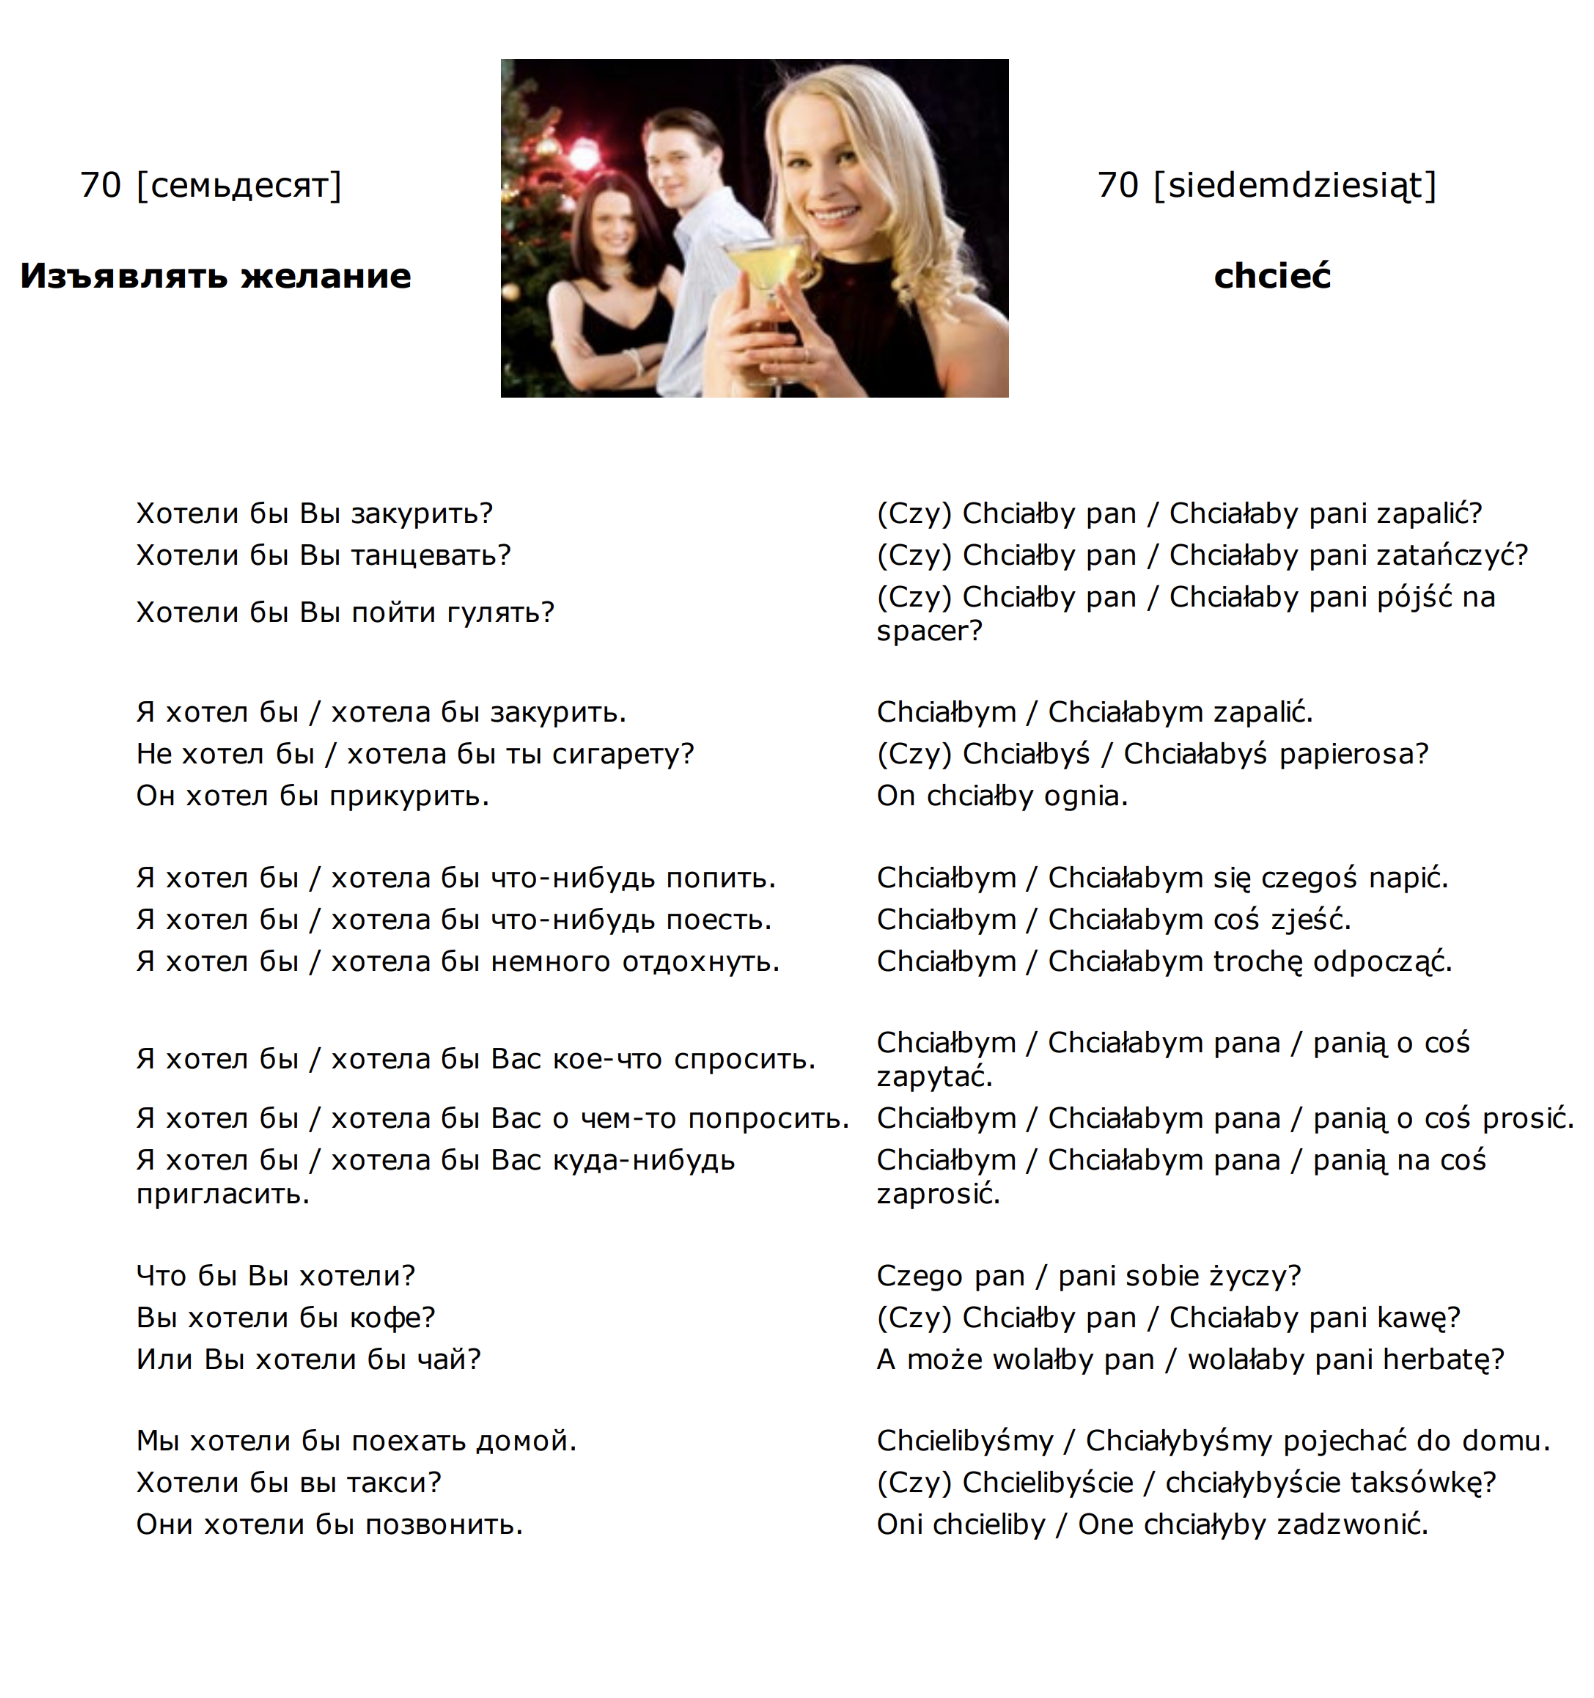 70 [семьдесят]
Изъявлять желание
70 [siedemdziesiąt]
chcieć
Хотели бы Вы закурить?
(Czy) Chciałby pan / Chciałaby pani zapalić?
Хотели бы Вы танцевать?
(Czy) Chciałby pan / Chciałaby pani zatańczyć?
Хотели бы Вы пойти гулять?
(Czy) Chciałby pan / Chciałaby pani pójść na
spacer?
Я хотел бы / хотела бы закурить.
Chciałbym / Chciałabym zapalić.
Не хотел бы / хотела бы ты сигарету?
(Czy) Chciałbyś / Chciałabyś papierosa?
Он хотел бы прикурить.
On chciałby ognia.
Я хотел бы / хотела бы что-нибудь попить.
Chciałbym / Chciałabym się czegoś napić.
Я хотел бы / хотела бы что-нибудь поесть.
Chciałbym / Chciałabym coś zjeść.
Я хотел бы / хотела бы немного отдохнуть.
Chciałbym / Chciałabym trochę odpocząć.
Я хотел бы / хотела бы Вас кое-что спросить.
Chciałbym / Chciałabym pana / panią o coś
zapytać.
Я хотел бы / хотела бы Вас о чем-то попросить.
Chciałbym / Chciałabym pana / panią o coś prosić.
Я хотел бы / хотела бы Вас куда-нибудь
пригласить.
Chciałbym / Chciałabym pana / panią na coś
zaprosić.
Что бы Вы хотели?
Czego pan / pani sobie życzy?
Вы хотели бы кофе?
(Czy) Chciałby pan / Chciałaby pani kawę?
Или Вы хотели бы чай?
A może wolałby pan / wolałaby pani herbatę?
Мы хотели бы поехать домой.
Chcielibyśmy / Chciałybyśmy pojechać do domu.
Хотели бы вы такси?
(Czy) Chcielibyście / chciałybyście taksówkę?
Они хотели бы позвонить.
Oni chcieliby / One chciałyby zadzwonić.